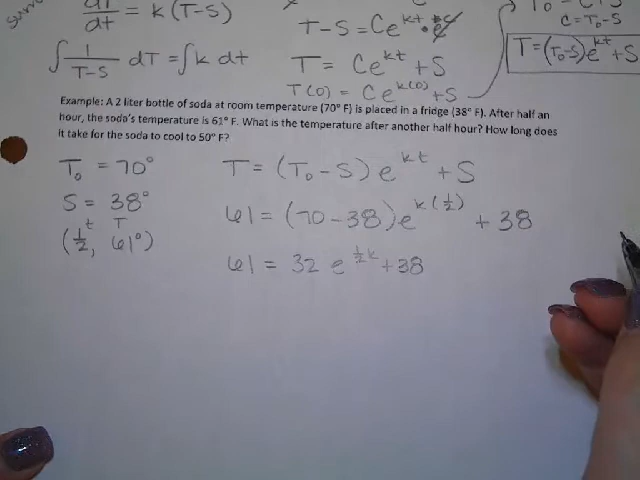 dT/dt = k(T-S)
∫ 1/(T-S) dT = ∫k dt
T-S = Ce^kt
T = Ce^kt + S
T(0) = Ce^k(0) + S
C = T₀-S
T = (T₀-S)e^kt + S
Example: A 2 liter bottle of soda at room temperature (70° F) is placed in a fridge (38° F). After half an
hour, the soda's temperature is 61° F. What is the temperature after another half hour? How long does
it take for the soda to cool to 50° F?
T₀ = 70°
S = 38°
t T
(½, 61°)
T = (T₀-S)e^kt + S
61 = (70-38)e^k(½) + 38
61 = 32e^½k + 38